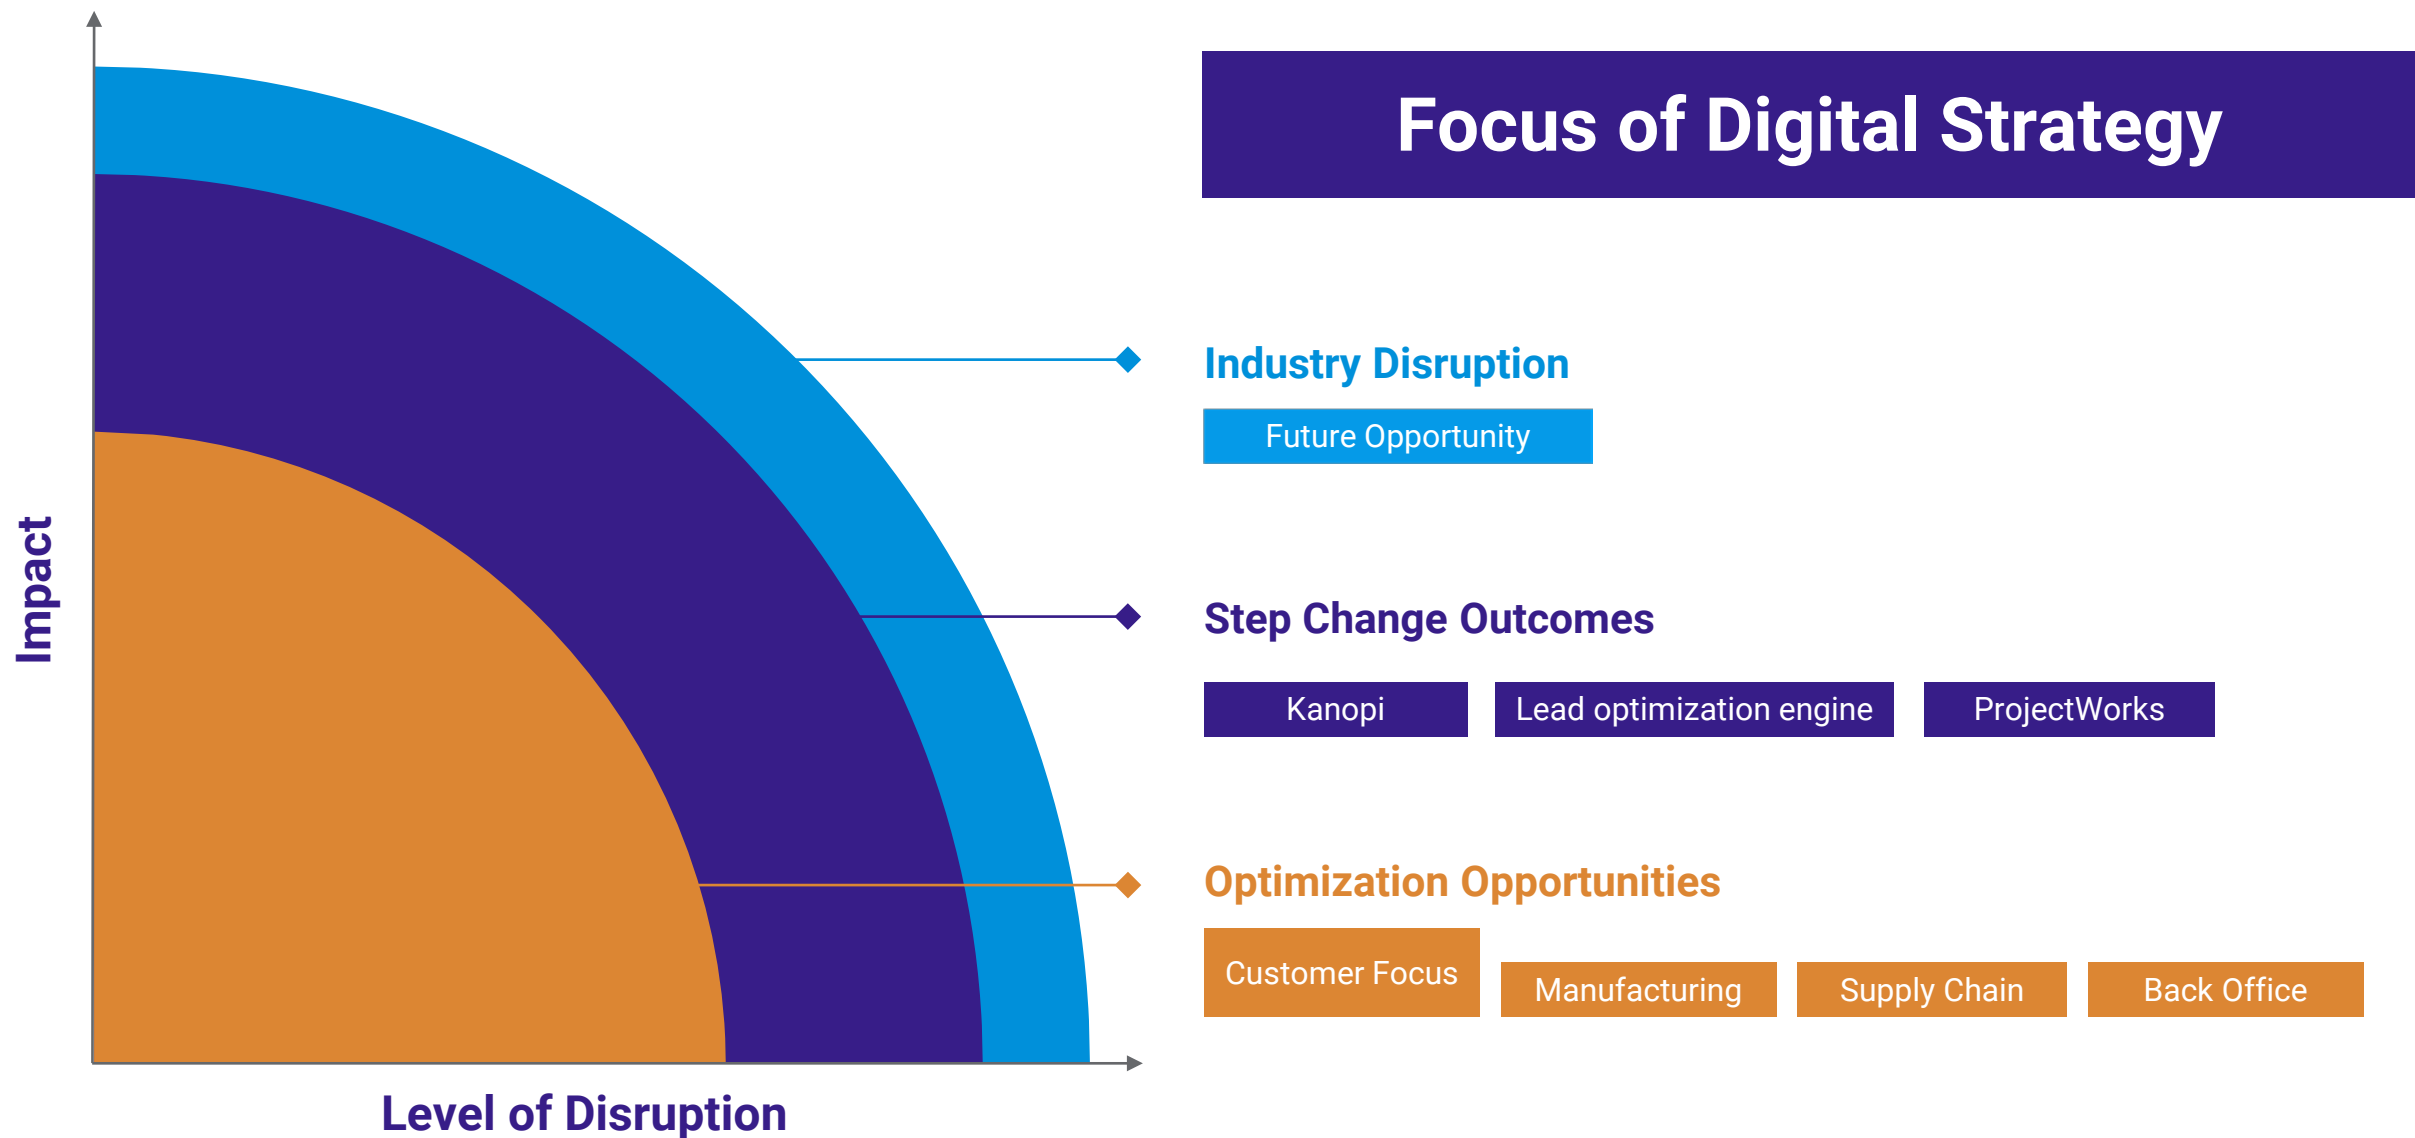 Focus of Digital Strategy
Impact
Industry Disruption
Future Opportunity
Step Change Outcomes
Kanopi
Lead optimization engine
ProjectWorks
Optimization Opportunities
Customer Focus
Manufacturing
Supply Chain
Back Office
Level of Disruption